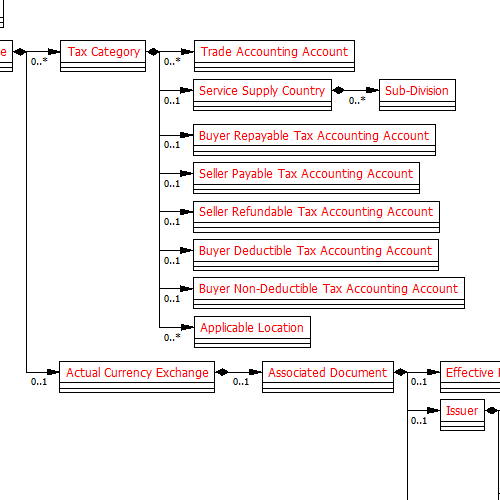 e
Tax Category
Trade Accounting Account
0..*
0..*
Service Supply Country
Sub-Division
0..1
0..*
Buyer Repayable Tax Accounting Account
0..1
Seller Payable Tax Accounting Account
0..1
Seller Refundable Tax Accounting Account
0..1
Buyer Deductible Tax Accounting Account
0..1
Buyer Non-Deductible Tax Accounting Account
0..1
Applicable Location
0..*
Actual Currency Exchange
Associated Document
Effective
0..1
0..1
0..1
Issuer
0..1